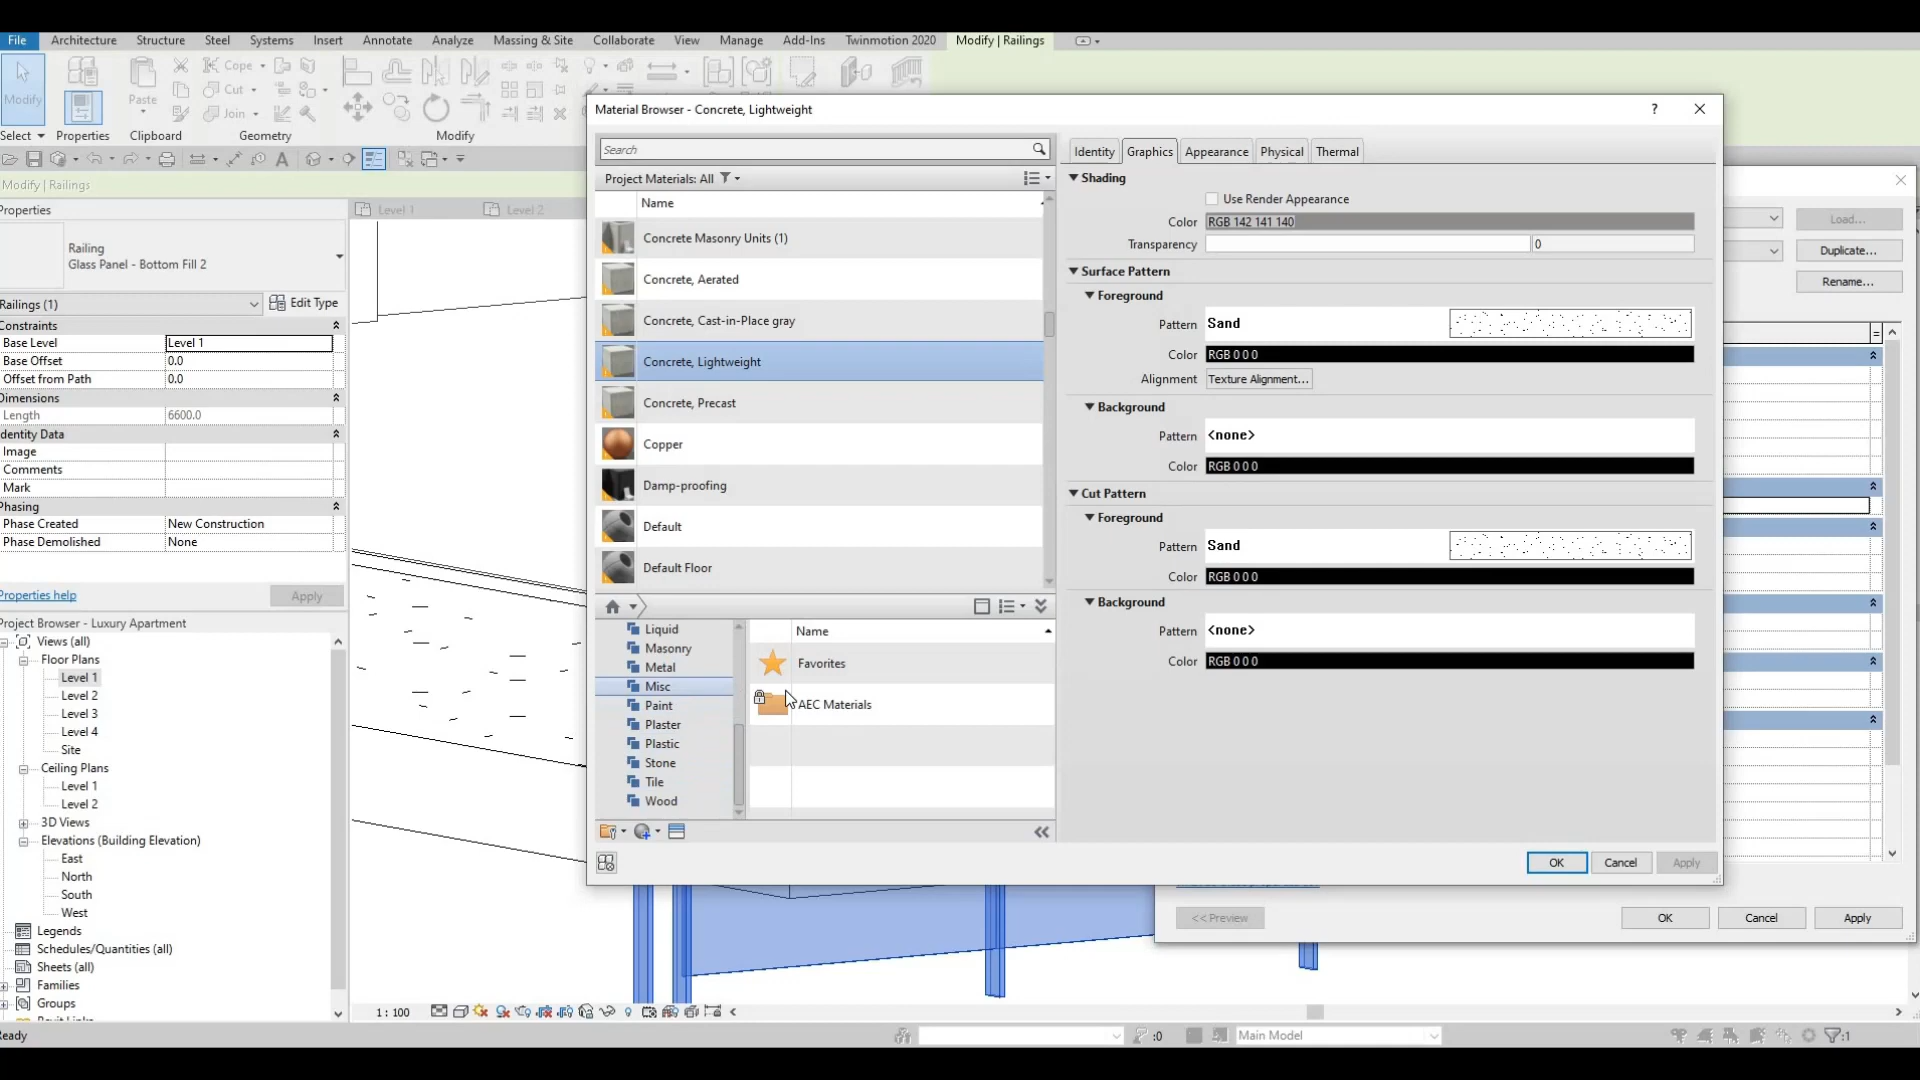 File Architecture Structure Steel Systems Insert Annotate Analyze Massing & Site Collaborate View Manage Add-Ins Twinmotion 2020 Modify | Railings
Modify
Paste
Cope
Cut
Join
Select Properties Clipboard Geometry Modify
Modify | Railings
Properties
Railing
Glass Panel - Bottom Fill 2
Railings (1) Edit Type
Constraints
Base Level Level 1
Base Offset 0.0
Offset from Path 0.0
Dimensions
Length 6600.0
dentity Data
Image
Comments
Mark
Phasing
Phase Created New Construction
Phase Demolished None
Properties help Apply
Project Browser - Luxury Apartment
Views (all)
Floor Plans
Level 1
Level 2
Level 3
Level 4
Site
Ceiling Plans
Level 1
Level 2
3D Views
Elevations (Building Elevation)
East
North
South
West
Legends
Schedules/Quantities (all)
Sheets (all)
Families
Groups
Level 1 Level 2
Material Browser - Concrete, Lightweight
?
Search
Project Materials: All
Name
Concrete Masonry Units (1)
Concrete, Aerated
Concrete, Cast-in-Place gray
Concrete, Lightweight
Concrete, Precast
Copper
Damp-proofing
Default
Default Floor
Liquid
Masonry
Metal
Misc
Paint
Plaster
Plastic
Stone
Tile
Wood
Name
Favorites
AEC Materials
Identity Graphics Appearance Physical Thermal
Shading
Use Render Appearance
Color RGB 142 141 140
Transparency 0
Surface Pattern
Foreground
Pattern Sand
Color RGB 0 0 0
Alignment Texture Alignment...
Background
Pattern <none>
Color RGB 0 0 0
Cut Pattern
Foreground
Pattern Sand
Color RGB 0 0 0
Background
Pattern <none>
Color RGB 0 0 0
OK Cancel Apply
Load...
Duplicate...
Rename...
=
<< Preview OK Cancel Apply
1 : 100
eady :0 Main Model :1